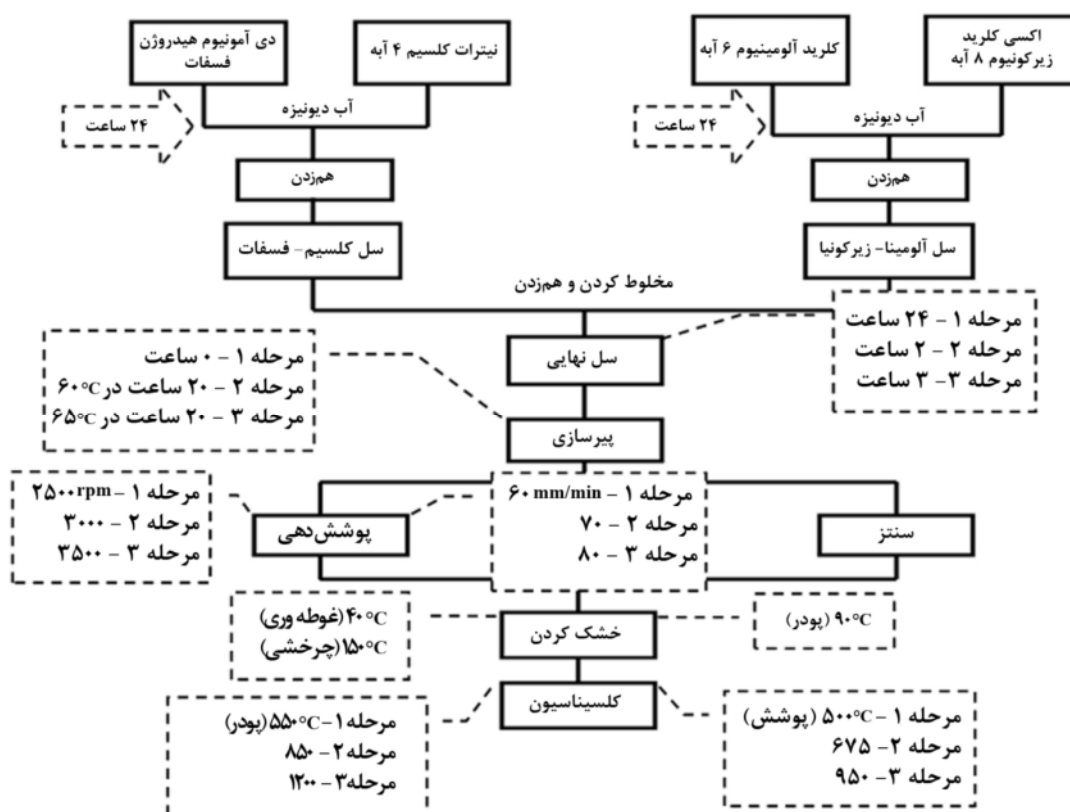 دی آمونیوم هیدروژن
فسفات
نیترات کلسیم ۴ آبه
کلرید آلومینیوم ۶ آبه
اکسی کلرید
زیرکونیوم ۸ آبه
۲۴ ساعت
آب دیونیزه
۲۴ ساعت
آب دیونیزه
هم‌زدن
هم‌زدن
سل کلسیم- فسفات
سل آلومینا- زیرکونیا
مخلوط کردن و هم‌زدن
سل نهایی
مرحله ۱ – ۲۴ ساعت
مرحله ۲ – ۲ ساعت
مرحله ۳– ۳ ساعت
مرحله ۱ – ۰ ساعت
مرحله ۲ – ۲۰ ساعت در ۶۰°C
مرحله ۳ – ۲۰ ساعت در ۶۵°C
پیرسازی
مرحله ۱ – ۲۵۰۰rpm
مرحله ۲ – ۳۰۰۰
مرحله ۳ – ۳۵۰۰
پوشش‌دهی
مرحله ۱ – ۶۰ mm/min
مرحله ۲ – ۷۰
مرحله ۳ – ۸۰
سنتز
۴۰°C (غوطه وری)
۱۵۰°C (چرخشی)
خشک کردن
۹۰°C (پودر)
کلسیناسیون
مرحله ۱– ۵۵۰°C (پودر)
مرحله ۲– ۸۵۰
مرحله۳– ۱۲۰۰
مرحله ۱ – ۵۰۰°C (پوشش)
مرحله ۲– ۶۷۵
مرحله ۳– ۹۵۰